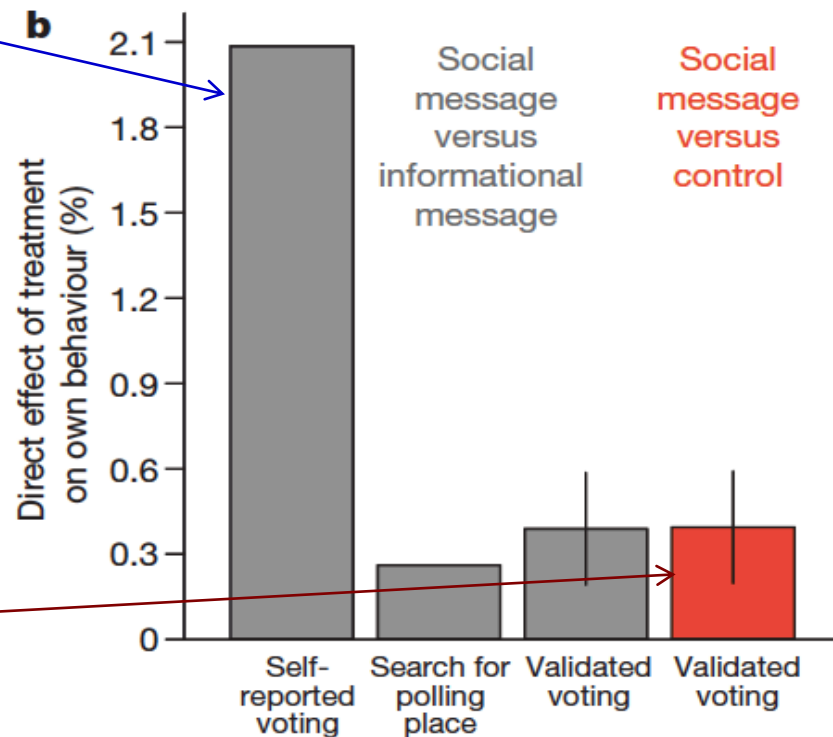 b
Direct effect of treatment
on own behaviour (%)
2.1
1.8
1.5
1.2
0.9
0.6
0.3
0
Social
message
versus
informational
message
Social
message
versus
control
Self-
reported
voting
Search for
polling
place
Validated
voting
Validated
voting